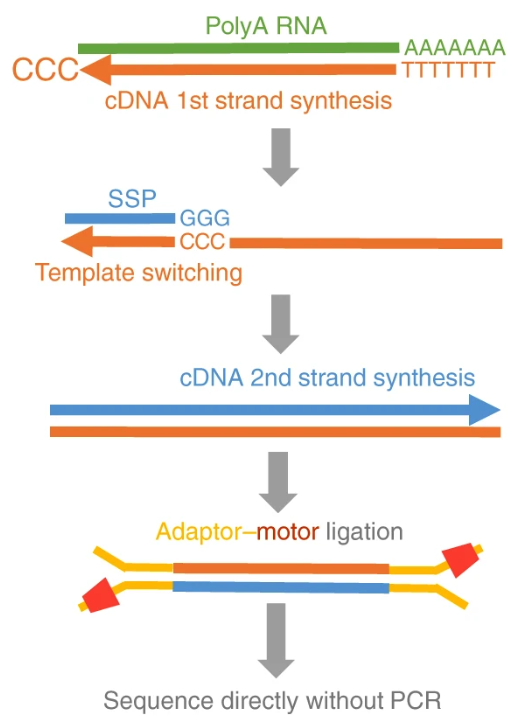 PolyA RNA
AAAAAAA
CCC
TTTTTTT
cDNA 1st strand synthesis
SSP
GGG
CCC
Template switching
cDNA 2nd strand synthesis
Adaptor–motor ligation
Sequence directly without PCR